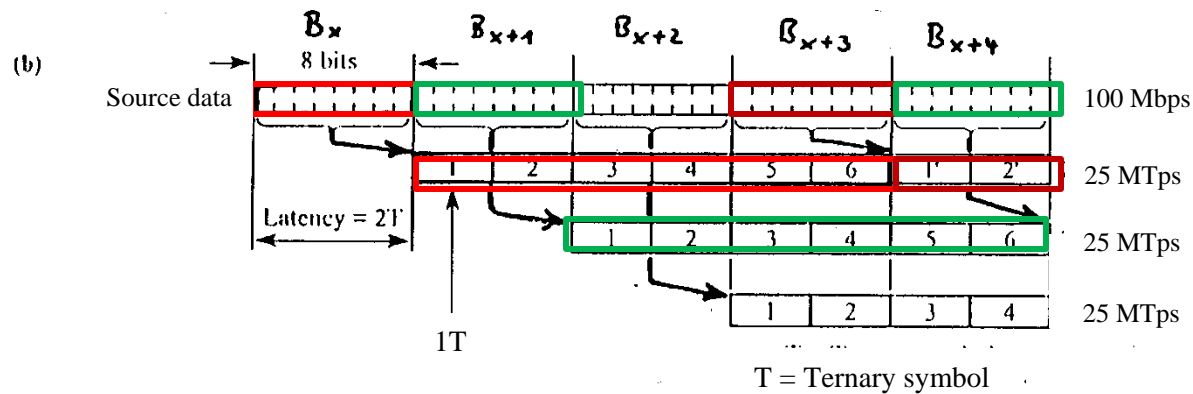 Bx Bx+1 Bx+2 Bx+3 Bx+4
(b)
8 bits
Source data 100 Mbps
1 2 3 4 5 6 1' 2' 25 MTps
Latency = 2T
1 2 3 4 5 6 25 MTps
1 2 3 4 25 MTps
1T
T = Ternary symbol